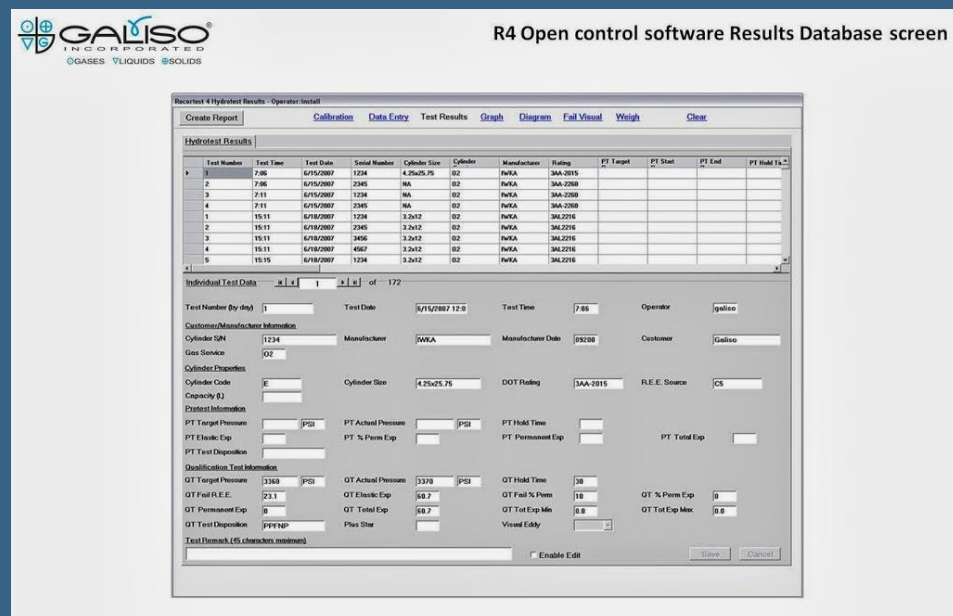 GALISO
INCORPORATED
GASES LIQUIDS SOLIDS
R4 Open control software Results Database screen
Recortest 4 Hydrotest Results - Operator:Install
Create Report Calibration Data Entry Test Results Graph Diagram Fail Visual Weigh Clear
Hydrotest Results
Test Number Test Time Test Date Serial Number Cylinder Size Cylinder Manufacturer Rating PT Target PT Start PT End PT Hold Tim
1 7:06 6/15/2007 1234 4.25x25.75 02 IWKA 3AA-2015
2 7:06 6/15/2007 2345 NA 02 IWKA 3AA-2260
3 7:11 6/15/2007 1234 NA 02 IWKA 3AA-2260
4 7:11 6/15/2007 2345 NA 02 IWKA 3AA-2260
1 15:11 6/18/2007 1234 3.2x12 02 IWKA 3AL2216
2 15:11 6/18/2007 2345 3.2x12 02 IWKA 3AL2216
3 15:11 6/18/2007 3456 3.2x12 02 IWKA 3AL2216
4 15:11 6/18/2007 4567 3.2x12 02 IWKA 3AL2216
5 15:15 6/18/2007 1234 3.2x12 02 IWKA 3AL2216
Individual Test Data 1 of 172
Test Number (by day) 1 Test Date 6/15/2007 12:0 Test Time 7:06 Operator galiso
Customer/Manufacturer Information
Cylinder S/N 1234 Manufacturer IWKA Manufacturer Date 09200 Customer Galiso
Gas Service O2
Cylinder Properties
Cylinder Code E Cylinder Size 4.25x25.75 DOT Rating 3AA-2015 R.E.E. Source C5
Capacity (L)
Pretest Information
PT Target Pressure PSI PT Actual Pressure PSI PT Hold Time
PT Elastic Exp PT % Perm Exp PT Permanent Exp PT Total Exp
PT Test Disposition
Qualification Test Information
QT Target Pressure 3360 PSI QT Actual Pressure 3370 PSI QT Hold Time 30
QT Fail R.E.E. 23.1 QT Elastic Exp 60.7 QT Fail % Perm 10 QT % Perm Exp 0
QT Permanent Exp 0 QT Total Exp 60.7 QT Tot Exp Min 0.0 QT Tot Exp Max 0.0
QT Test Disposition PPFNP Plus Star Visual Eddy
Test Remark (45 characters maximum)
Enable Edit Save Cancel